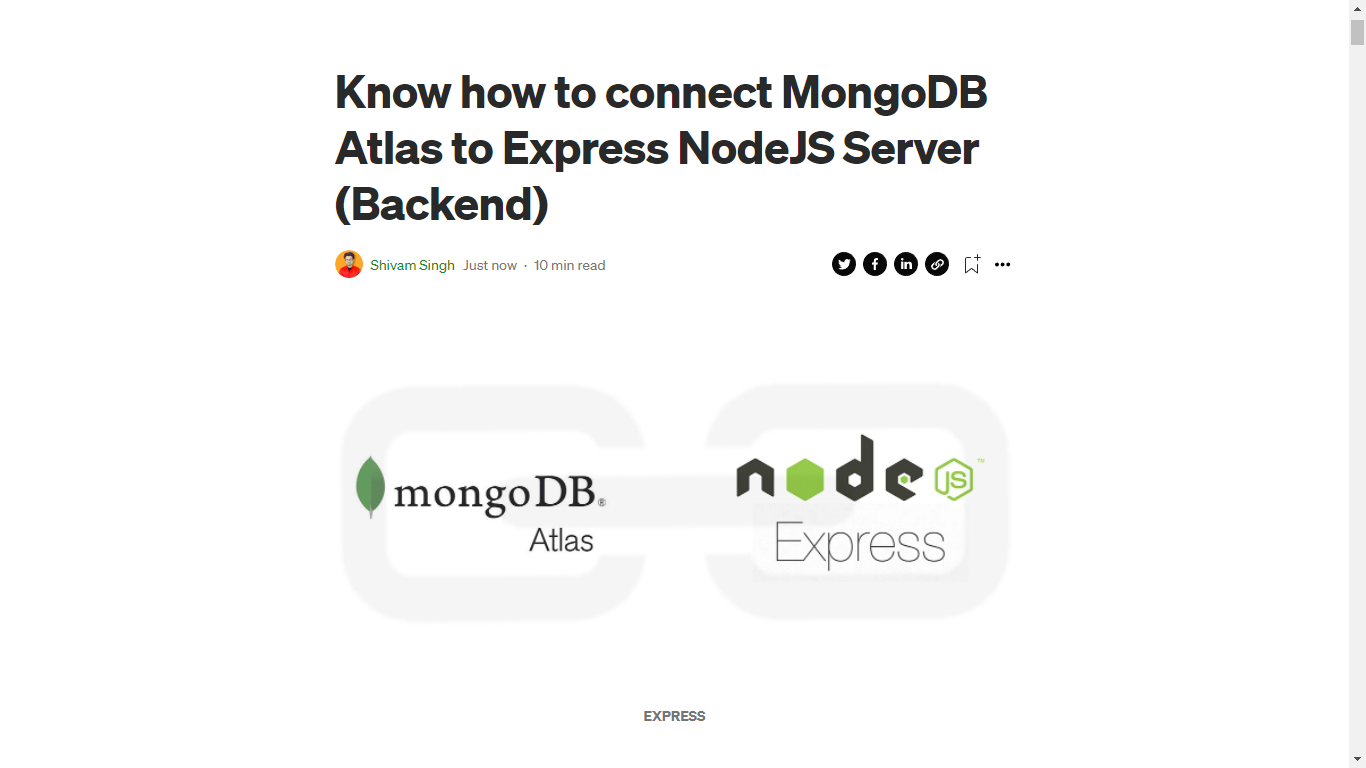 Know how to connect MongoDB
Atlas to Express NodeJS Server
(Backend)
Shivam Singh Just now · 10 min read
mongoDB®
Atlas
node JS™
Express
EXPRESS